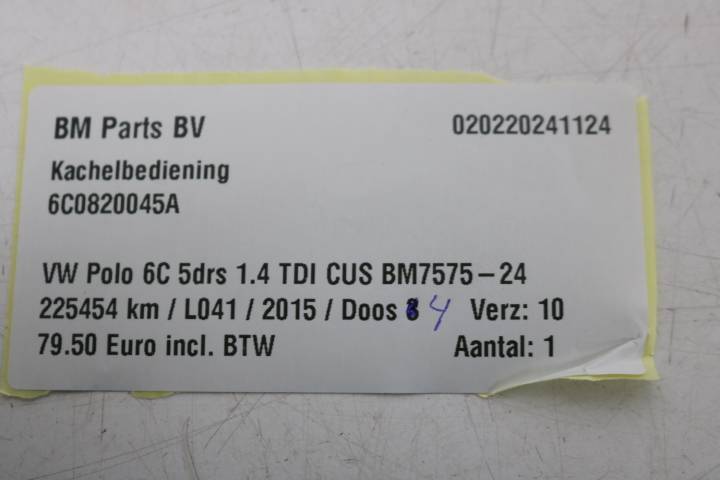 BM Parts BV 020220241124
Kachelbediening
6C0820045A
VW Polo 6C 5drs 1.4 TDI CUS BM7575-24
225454 km / L041 / 2015 / Doos 4 Verz: 10
79.50 Euro incl. BTW Aantal: 1